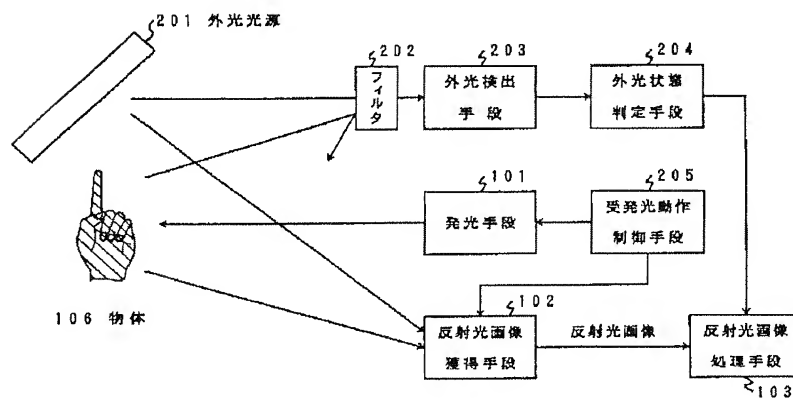 201 外光光源
202
フィルタ
203
外光検出
手段
204
外光状態
判定手段
101
発光手段
205
受発光動作
制御手段
106 物体
102
反射光画像
獲得手段
反射光画像
反射光画像
処理手段
103